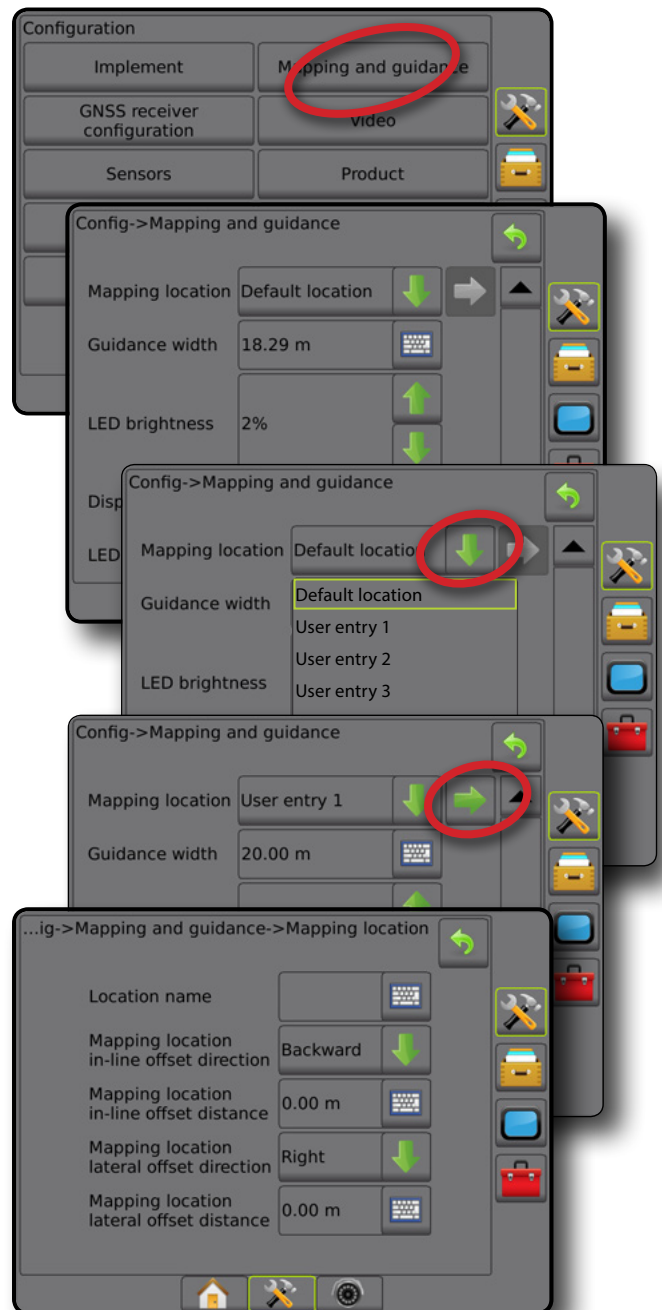 Configuration
Implement
Mapping and guidance
GNSS receiver
configuration
Video
Sensors
Product
Config->Mapping and guidance
Mapping location
Default location
Guidance width
18.29 m
LED brightness
2%
Disp
LED
Config->Mapping and guidance
Mapping location
Default location
Guidance width
Default location
User entry 1
User entry 2
LED brightness
User entry 3
Config->Mapping and guidance
Mapping location
User entry 1
Guidance width
20.00 m
...ig->Mapping and guidance->Mapping location
Location name
Mapping location
in-line offset direction
Backward
Mapping location
in-line offset distance
0.00 m
Mapping location
lateral offset direction
Right
Mapping location
lateral offset distance
0.00 m